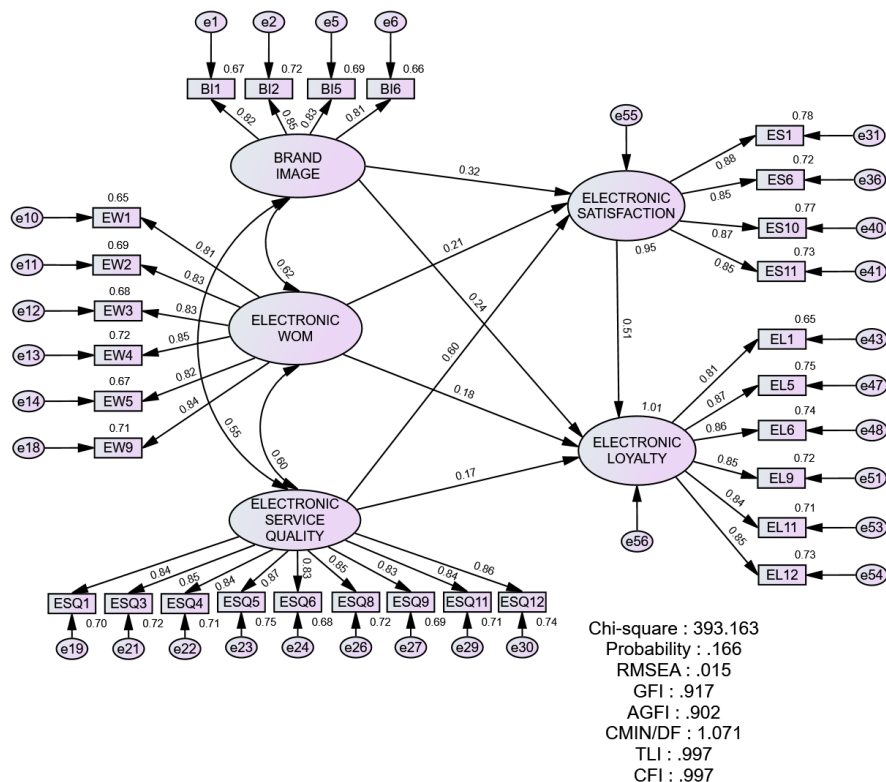 e1
e2
e5
e6
0.67
0.72
0.69
0.66
BI1
BI2
BI5
BI6
0.82
0.85
0.83
0.81
BRAND
IMAGE
e10
0.65
EW1
e11
0.69
EW2
e12
0.68
EW3
e13
0.72
EW4
e14
0.67
EW5
e18
0.71
EW9
0.81
0.83
0.83
0.85
0.82
0.84
ELECTRONIC
WOM
0.62
0.55
0.60
ELECTRONIC
SERVICE
QUALITY
0.84
0.85
0.84
0.87
0.83
0.85
0.83
0.84
0.86
ESQ1
ESQ3
ESQ4
ESQ5
ESQ6
ESQ8
ESQ9
ESQ11
ESQ12
0.70
0.72
0.71
0.75
0.68
0.72
0.69
0.71
0.74
e19
e21
e22
e23
e24
e26
e27
e29
e30
0.32
0.21
0.24
0.60
0.18
0.17
0.51
e55
ELECTRONIC
SATISFACTION
0.95
0.88
0.85
0.87
0.85
0.78
ES1
e31
0.72
ES6
e36
0.77
ES10
e40
0.73
ES11
e41
1.01
ELECTRONIC
LOYALTY
e56
0.81
0.87
0.86
0.85
0.84
0.85
0.65
EL1
e43
0.75
EL5
e47
0.74
EL6
e48
0.72
EL9
e51
0.71
EL11
e53
0.73
EL12
e54
Chi-square : 393.163
Probability : .166
RMSEA : .015
GFI : .917
AGFI : .902
CMIN/DF : 1.071
TLI : .997
CFI : .997